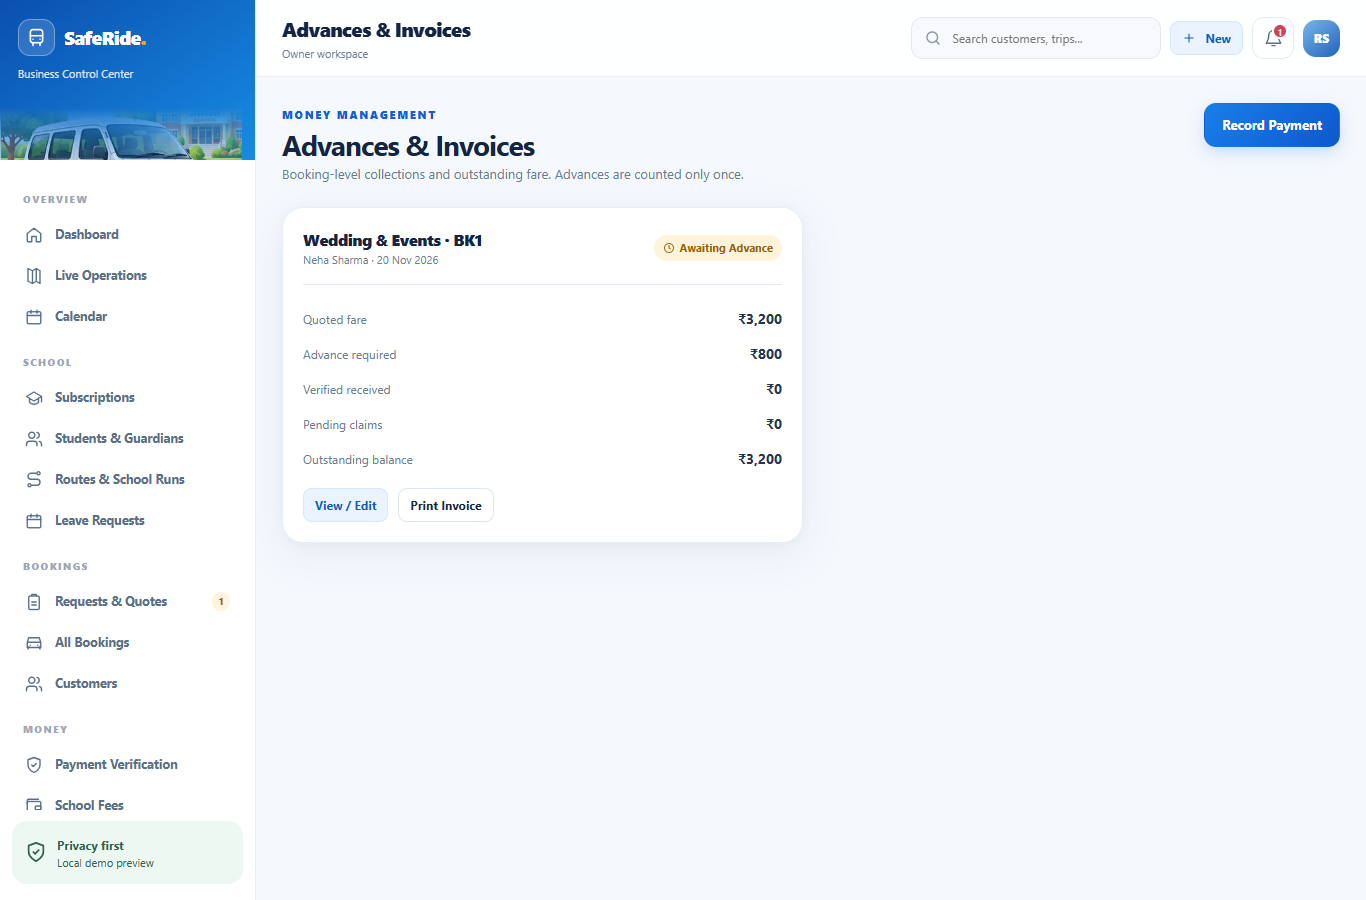 SafeRide.
Business Control Center
OVERVIEW
Dashboard
Live Operations
Calendar
SCHOOL
Subscriptions
Students & Guardians
Routes & School Runs
Leave Requests
BOOKINGS
Requests & Quotes 1
All Bookings
Customers
MONEY
Payment Verification
School Fees
Privacy first
Local demo preview
Advances & Invoices
Owner workspace
Search customers, trips...
+ New
1
RS
MONEY MANAGEMENT
Advances & Invoices
Booking-level collections and outstanding fare. Advances are counted only once.
Record Payment
Wedding & Events · BK1
Neha Sharma · 20 Nov 2026
Awaiting Advance
Quoted fare ₹3,200
Advance required ₹800
Verified received ₹0
Pending claims ₹0
Outstanding balance ₹3,200
View / Edit
Print Invoice